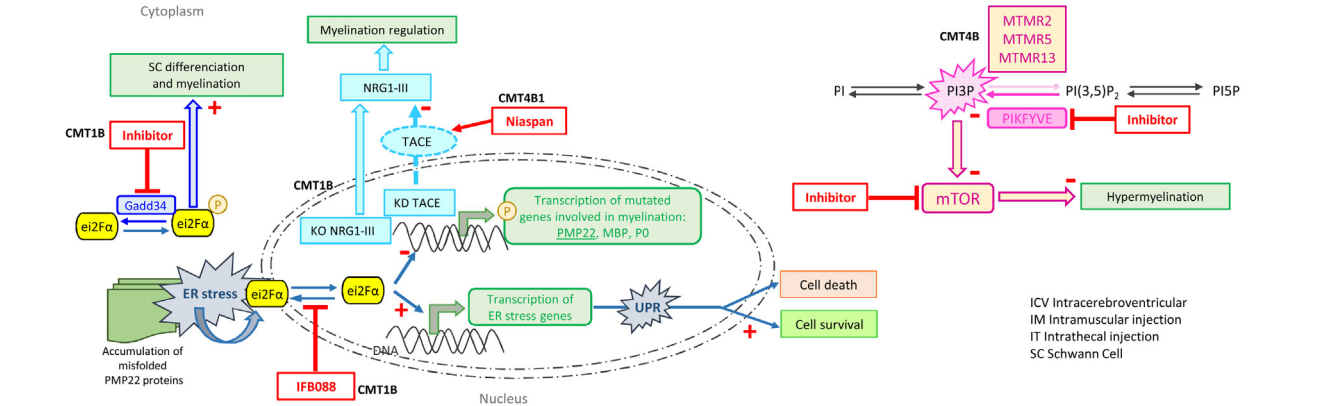 Cytoplasm
Myelination regulation
SC differenciation
and myelination
NRG1-III
CMT1B
Inhibitor
+
-
CMT4B1
Niaspan
TACE
Gadd34
ei2Fα
ei2Fα
P
CMT1B
KD TACE
KO NRG1-III
P
Transcription of mutated
genes involved in myelination:
PMP22, MBP, P0
-
ER stress
ei2Fα
ei2Fα
+
Transcription of
ER stress genes
UPR
Cell death
Cell survival
+
Accumulation of
misfolded
PMP22 proteins
DNA
IFB088
CMT1B
Nucleus
CMT4B
MTMR2
MTMR5
MTMR13
PI
PI3P
PI(3,5)P2
PI5P
-
PIKFYVE
Inhibitor
-
Inhibitor
mTOR
-
Hypermyelination
ICV Intracerebroventricular
IM Intramuscular injection
IT Intrathecal injection
SC Schwann Cell